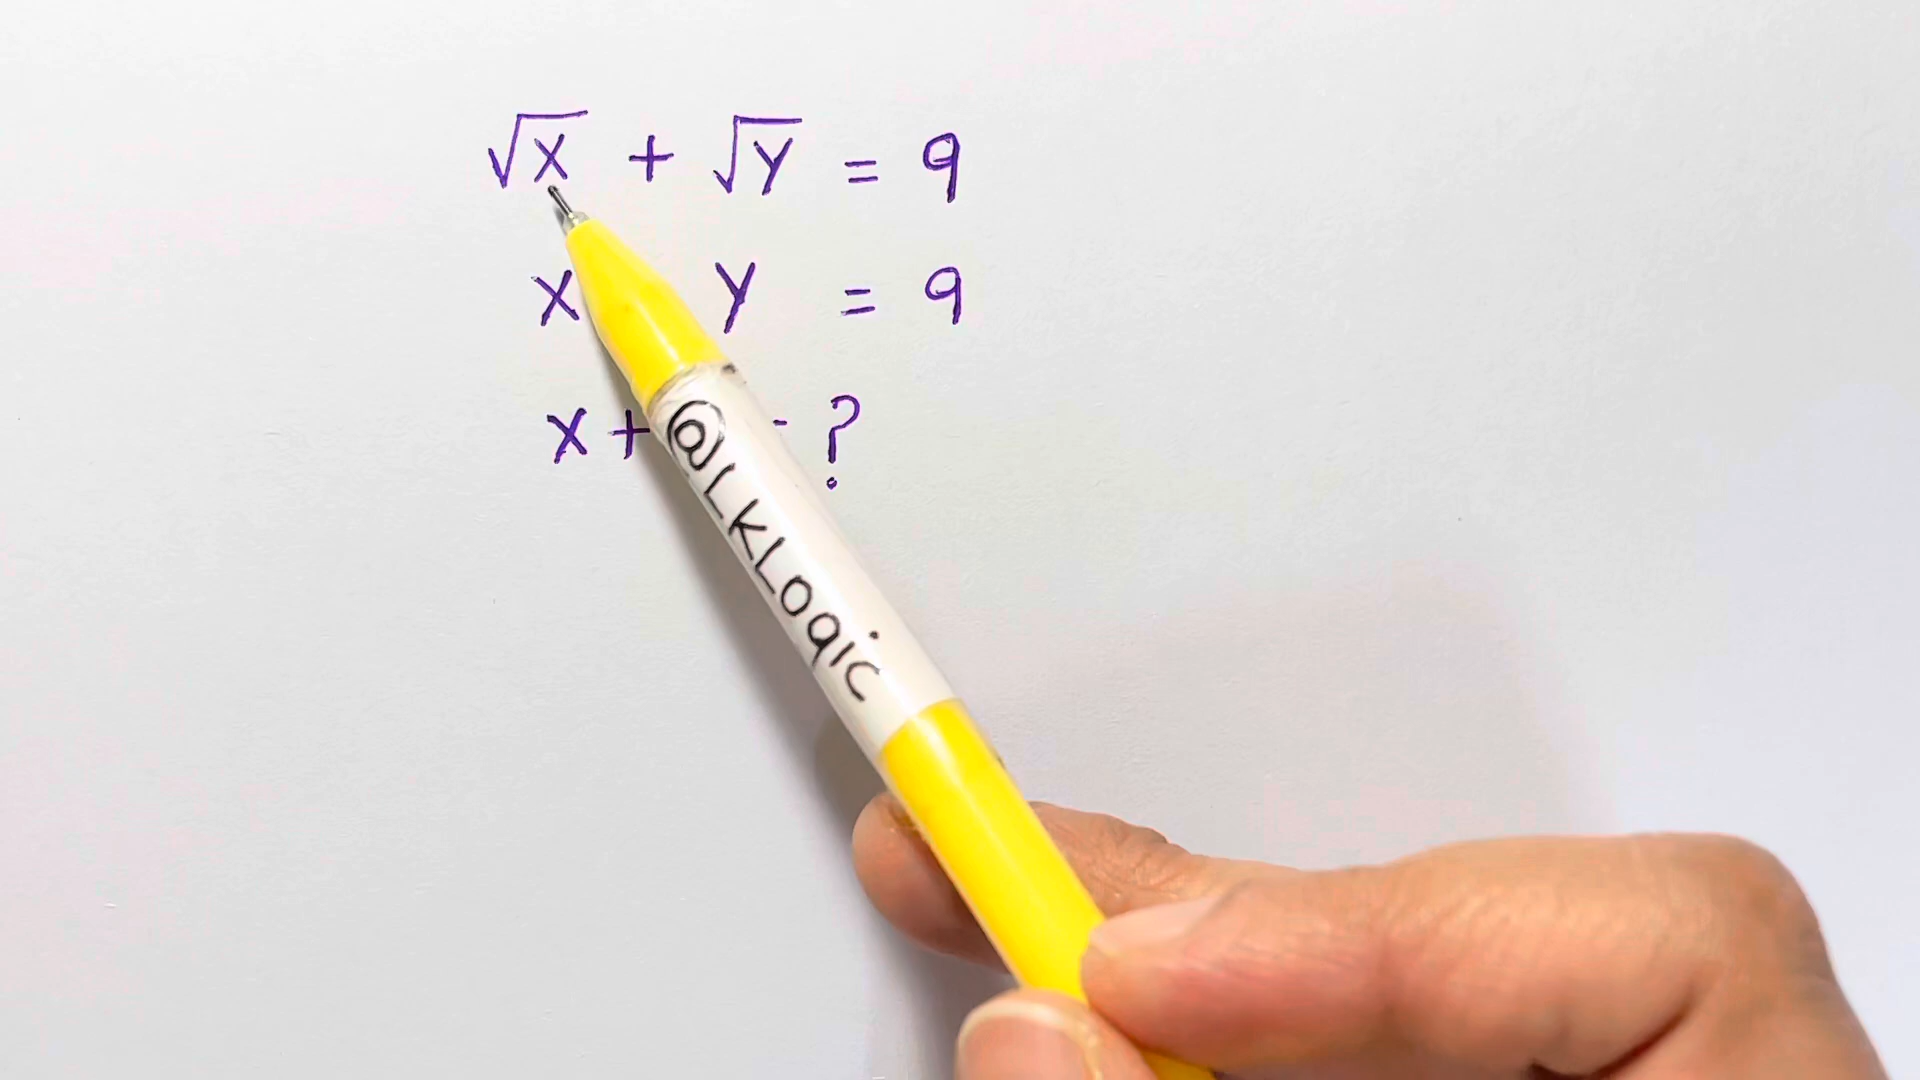 √x + √y = 9
x y = 9
x + = ?
@LKLogic